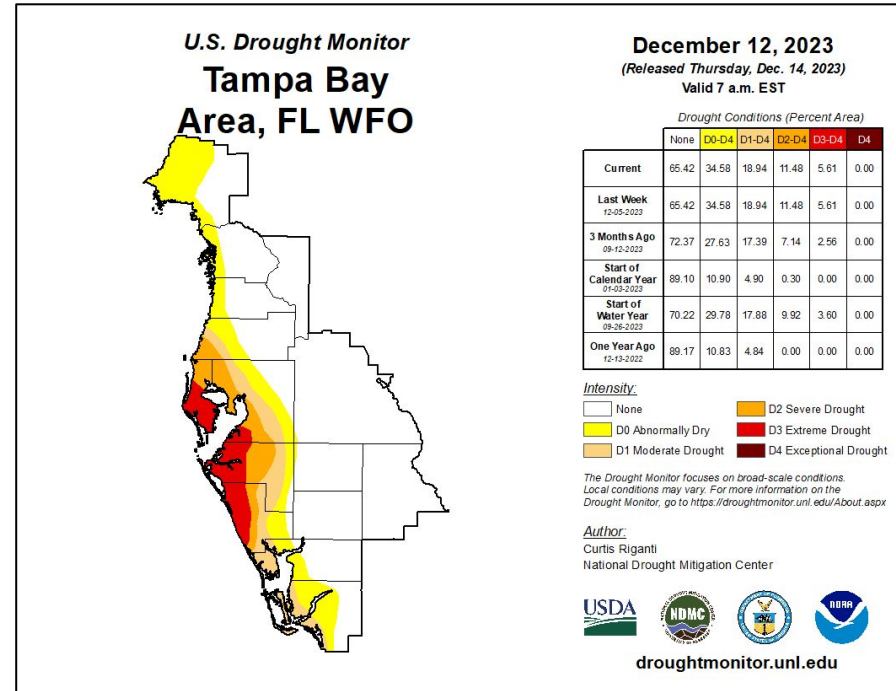 U.S. Drought Monitor
Tampa Bay
Area, FL WFO
December 12, 2023
(Released Thursday, Dec. 14, 2023)
Valid 7 a.m. EST
Drought Conditions (Percent Area)
None D0-D4 D1-D4 D2-D4 D3-D4 D4
Current 65.42 34.58 18.94 11.48 5.61 0.00
Last Week
12-05-2023 65.42 34.58 18.94 11.48 5.61 0.00
3 Months Ago
09-12-2023 72.37 27.63 17.39 7.14 2.56 0.00
Start of
Calendar Year
01-03-2023 89.10 10.90 4.90 0.30 0.00 0.00
Start of
Water Year
09-26-2023 70.22 29.78 17.88 9.92 3.60 0.00
One Year Ago
12-13-2022 89.17 10.83 4.84 0.00 0.00 0.00
Intensity:
None
D0 Abnormally Dry
D1 Moderate Drought
D2 Severe Drought
D3 Extreme Drought
D4 Exceptional Drought
The Drought Monitor focuses on broad-scale conditions.
Local conditions may vary. For more information on the
Drought Monitor, go to https://droughtmonitor.unl.edu/About.aspx
Author:
Curtis Riganti
National Drought Mitigation Center
USDA
NDMC
NOAA
droughtmonitor.unl.edu